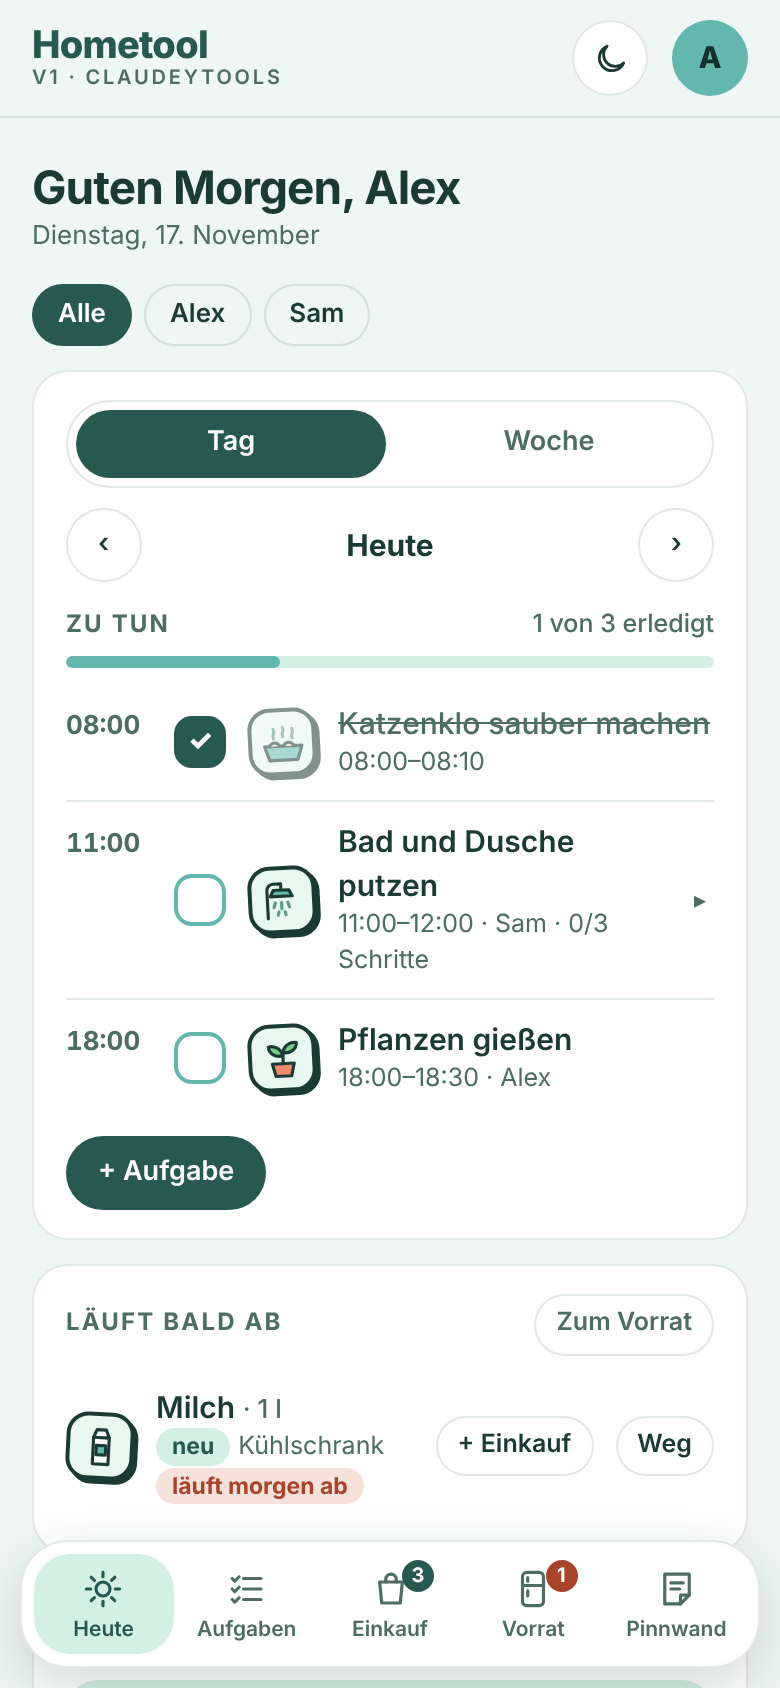 Hometool
V1 · CLAUDEYTOOLS
A
Guten Morgen, Alex
Dienstag, 17. November
Alle
Alex
Sam
Tag
Woche
‹
Heute
›
ZU TUN
1 von 3 erledigt
08:00
Katzenklo sauber machen
08:00–08:10
11:00
Bad und Dusche
putzen
11:00–12:00 · Sam · 0/3
Schritte
18:00
Pflanzen gießen
18:00–18:30 · Alex
+ Aufgabe
LÄUFT BALD AB
Zum Vorrat
Milch · 1 l
neu Kühlschrank
läuft morgen ab
+ Einkauf
Weg
Heute
Aufgaben
3
Einkauf
1
Vorrat
Pinnwand